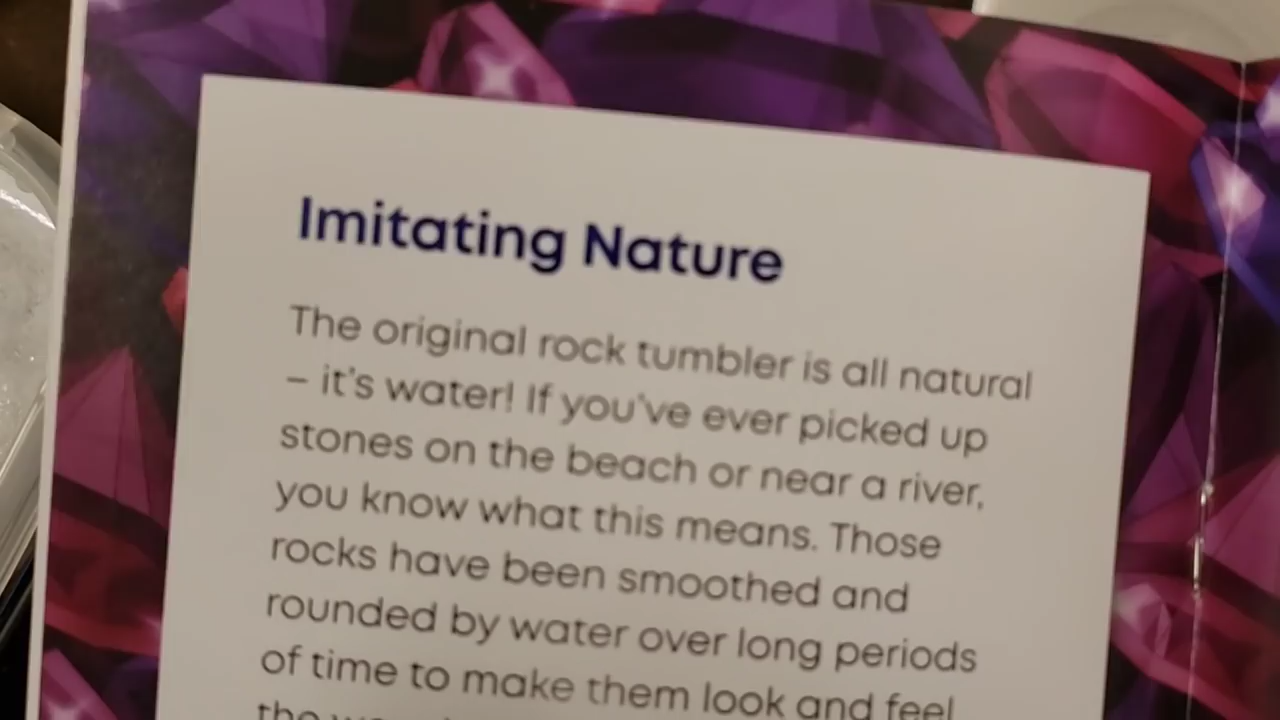 Imitating Nature
The original rock tumbler is all natural
– it's water! If you've ever picked up
stones on the beach or near a river,
you know what this means. Those
rocks have been smoothed and
rounded by water over long periods
of time to make them look and feel
the